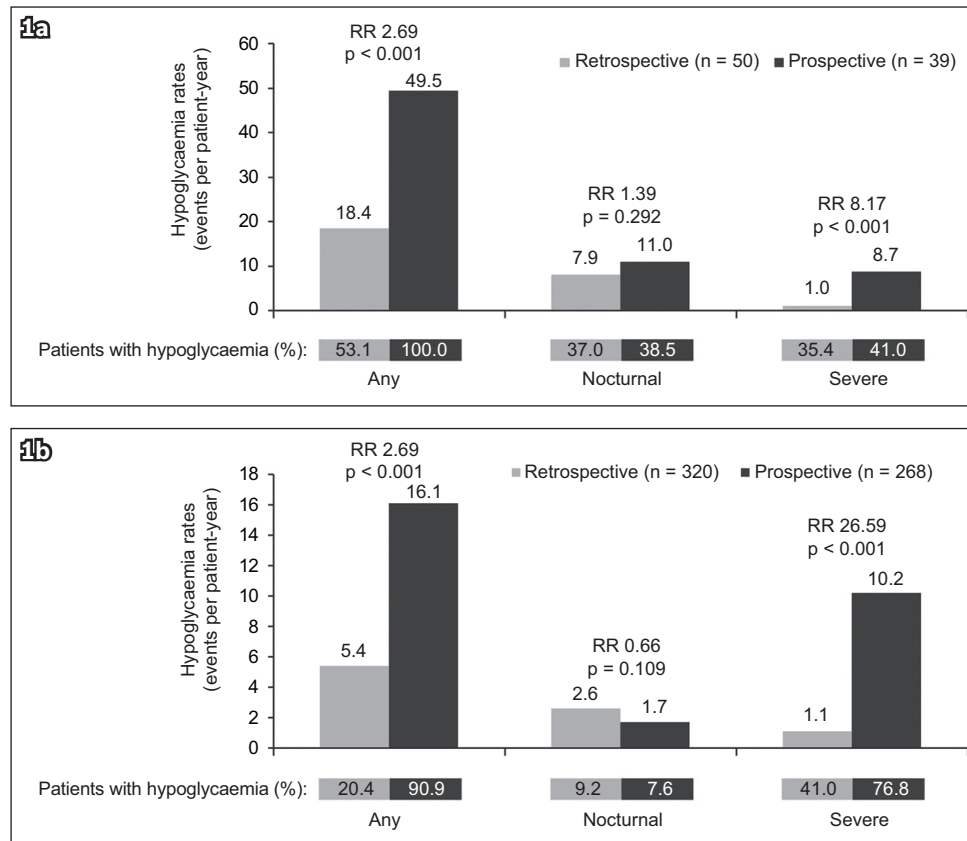 1a
RR 2.69
p < 0.001
Retrospective (n = 50) Prospective (n = 39)
Hypoglycaemia rates
(events per patient-year)
60
50
40
30
20
10
0
18.4
49.5
RR 1.39
p = 0.292
7.9
11.0
RR 8.17
p < 0.001
1.0
8.7
Patients with hypoglycaemia (%): 53.1 100.0 37.0 38.5 35.4 41.0
Any Nocturnal Severe
1b
RR 2.69
p < 0.001
Retrospective (n = 320) Prospective (n = 268)
Hypoglycaemia rates
(events per patient-year)
18
16
14
12
10
8
6
4
2
0
5.4
16.1
RR 0.66
p = 0.109
2.6
1.7
RR 26.59
p < 0.001
1.1
10.2
Patients with hypoglycaemia (%): 20.4 90.9 9.2 7.6 41.0 76.8
Any Nocturnal Severe